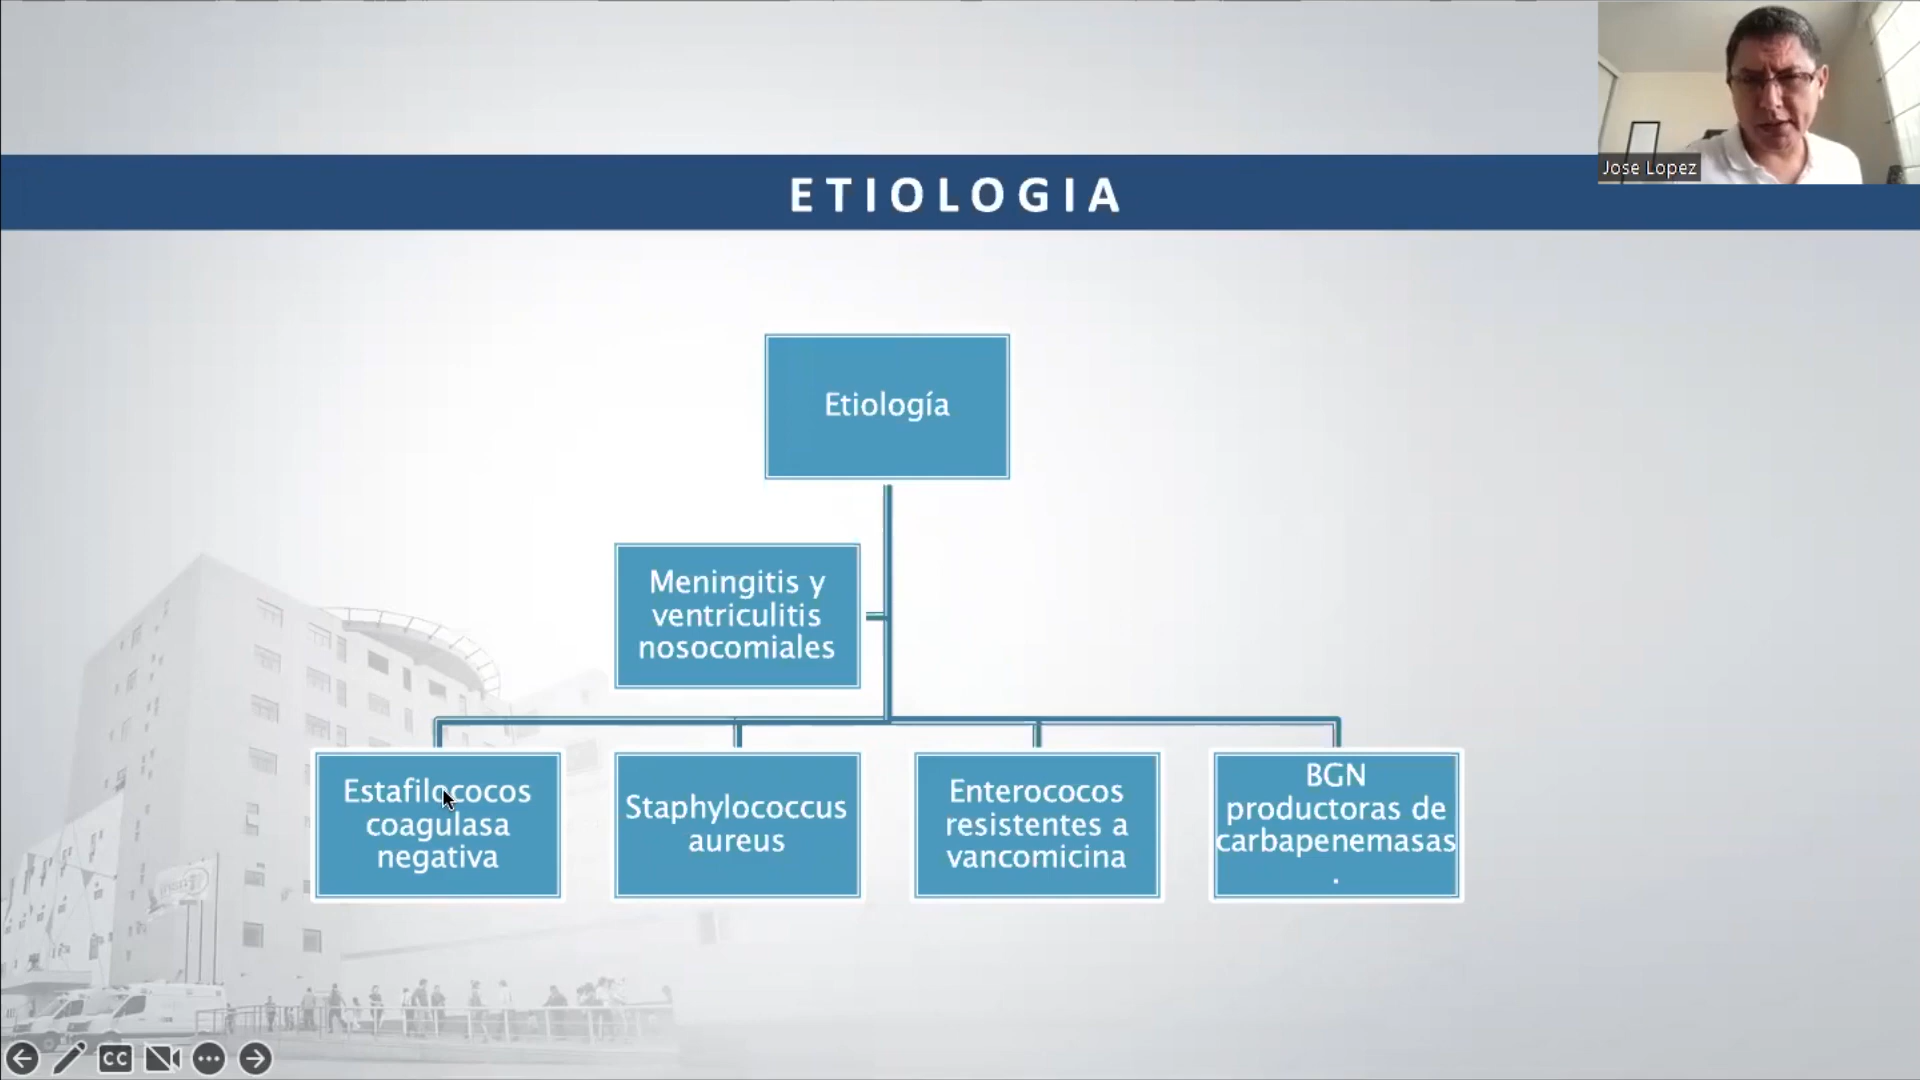 Jose Lopez
ETIOLOGIA
Etiología
Meningitis y
ventriculitis
nosocomiales
Estafilococos
coagulasa
negativa
Staphylococcus
aureus
Enterococos
resistentes a
vancomicina
BGN
productoras de
carbapenemasas
.
CC